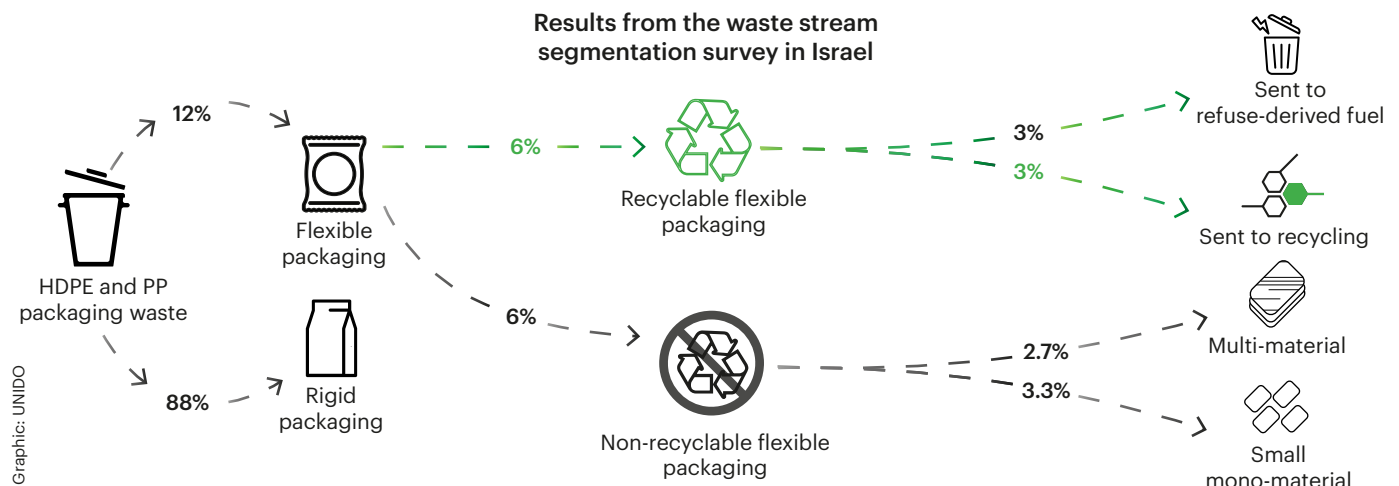 Results from the waste stream
segmentation survey in Israel
12%
88%
HDPE and PP
packaging waste
Flexible
packaging
Rigid
packaging
6%
6%
Recyclable flexible
packaging
Non-recyclable flexible
packaging
3%
3%
Sent to
refuse-derived fuel
Sent to recycling
2.7%
3.3%
Multi-material
Small
mono-material
Graphic: UNIDO